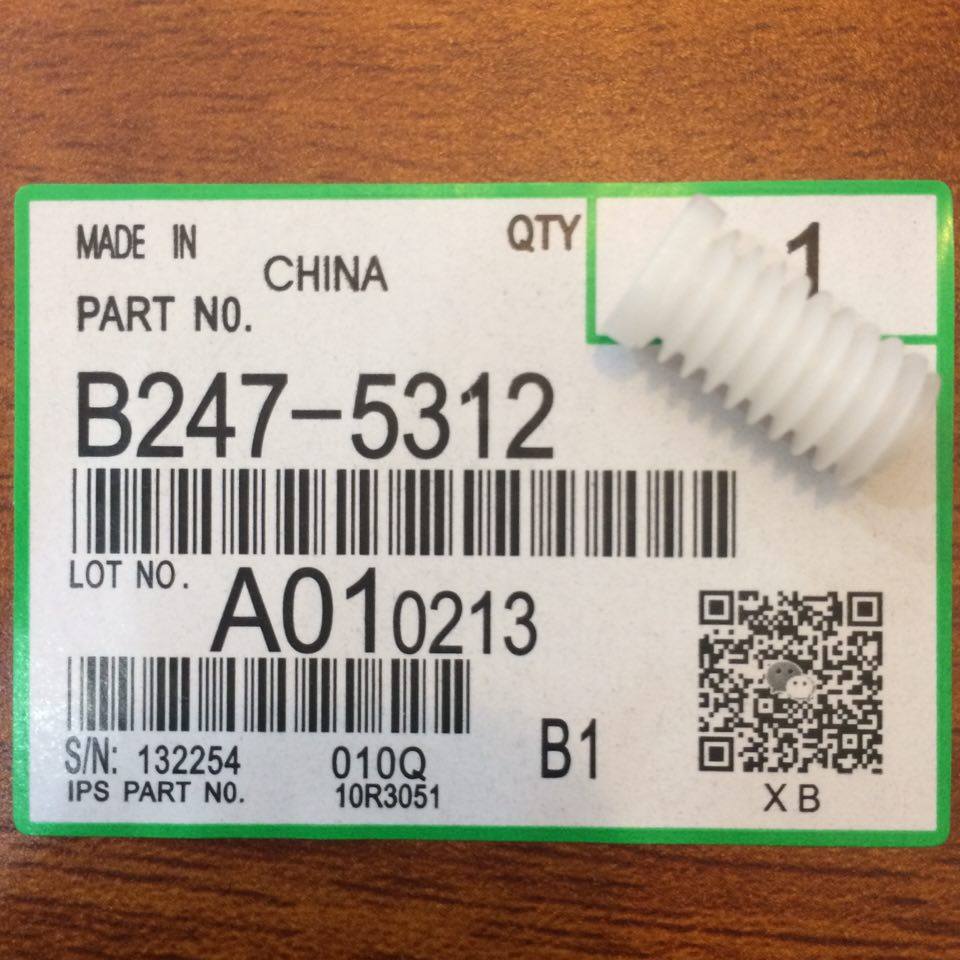 MADE IN
CHINA
QTY
1
PART NO.
B247-5312
LOT NO.
A010213
S/N: 132254
010Q
B1
IPS PART NO.
10R3051
XB